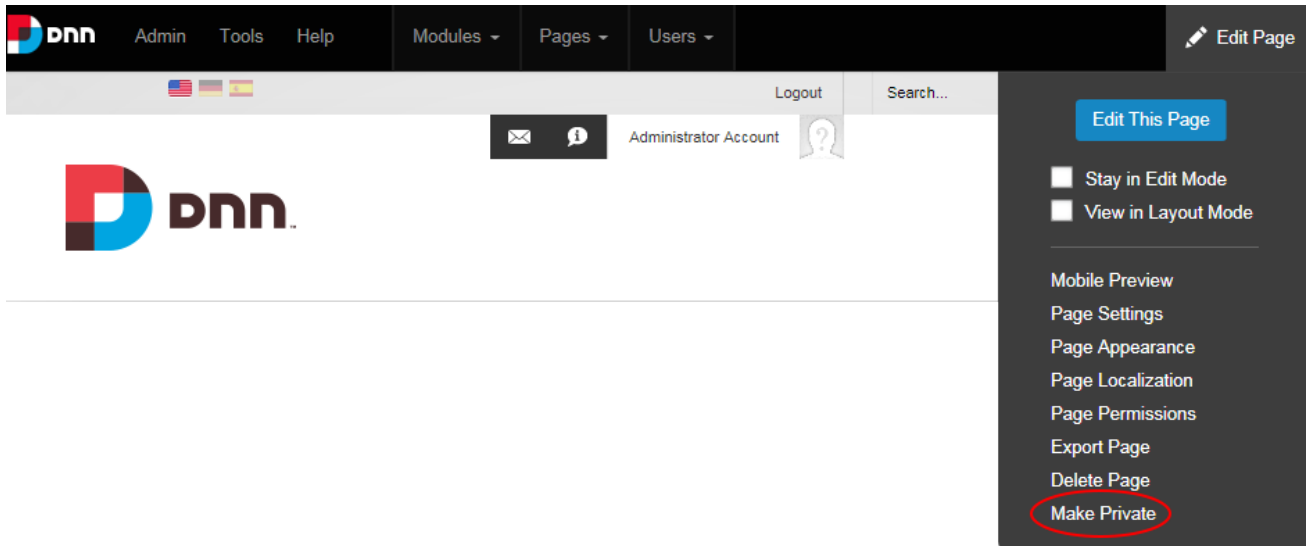 DNN Admin Tools Help Modules Pages Users Edit Page
Logout Search...
Administrator Account
DNN
Edit This Page
Stay in Edit Mode
View in Layout Mode
Mobile Preview
Page Settings
Page Appearance
Page Localization
Page Permissions
Export Page
Delete Page
Make Private